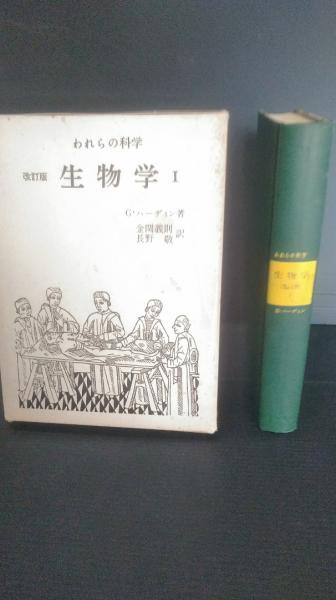 われらの科学
改訂版 生物学 I
G・ハーディン著
金関義則
長野 敬
訳
われらの科学
生物学
改訂版
I
G・ハーディン